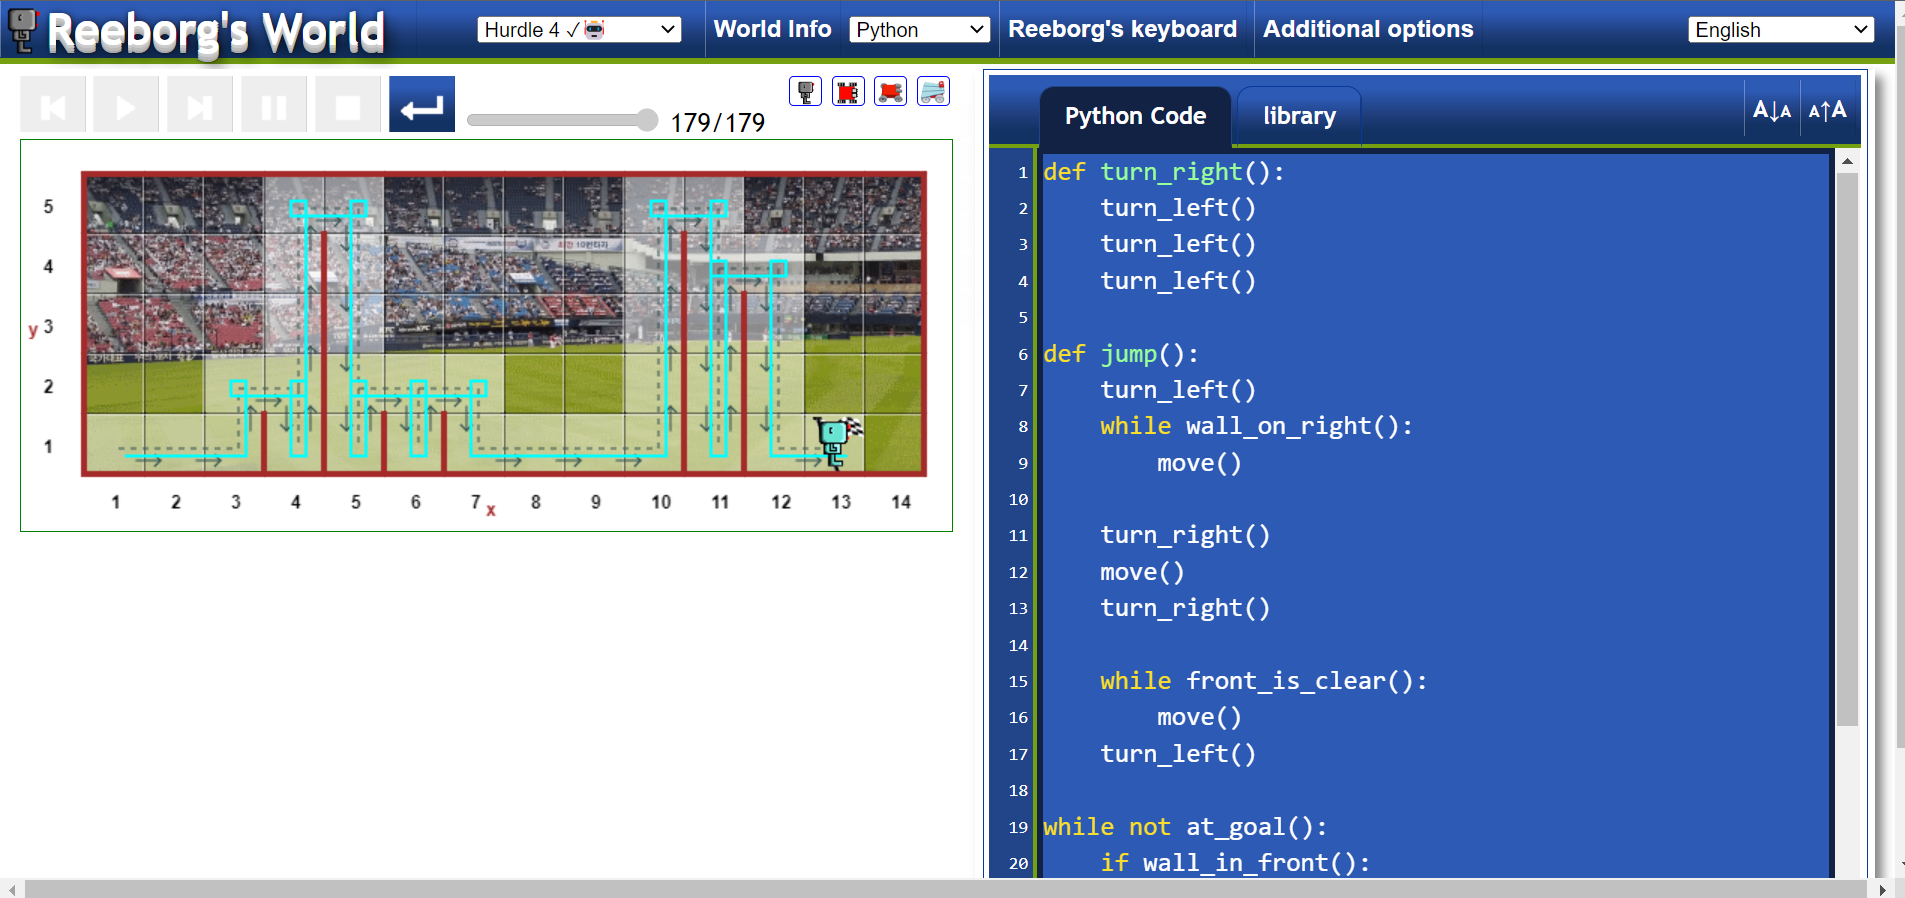 Reeborg's World
Hurdle 4 ✓🤖
World Info
Python
Reeborg's keyboard
Additional options
English
179/179
Python Code
library
A↓A
A↑A
1 def turn_right():
2     turn_left()
3     turn_left()
4     turn_left()
5
6 def jump():
7     turn_left()
8     while wall_on_right():
9         move()
10
11     turn_right()
12     move()
13     turn_right()
14
15     while front_is_clear():
16         move()
17     turn_left()
18
19 while not at_goal():
20     if wall_in_front():
5
4
y 3
2
1
1 2 3 4 5 6 7 x 8 9 10 11 12 13 14